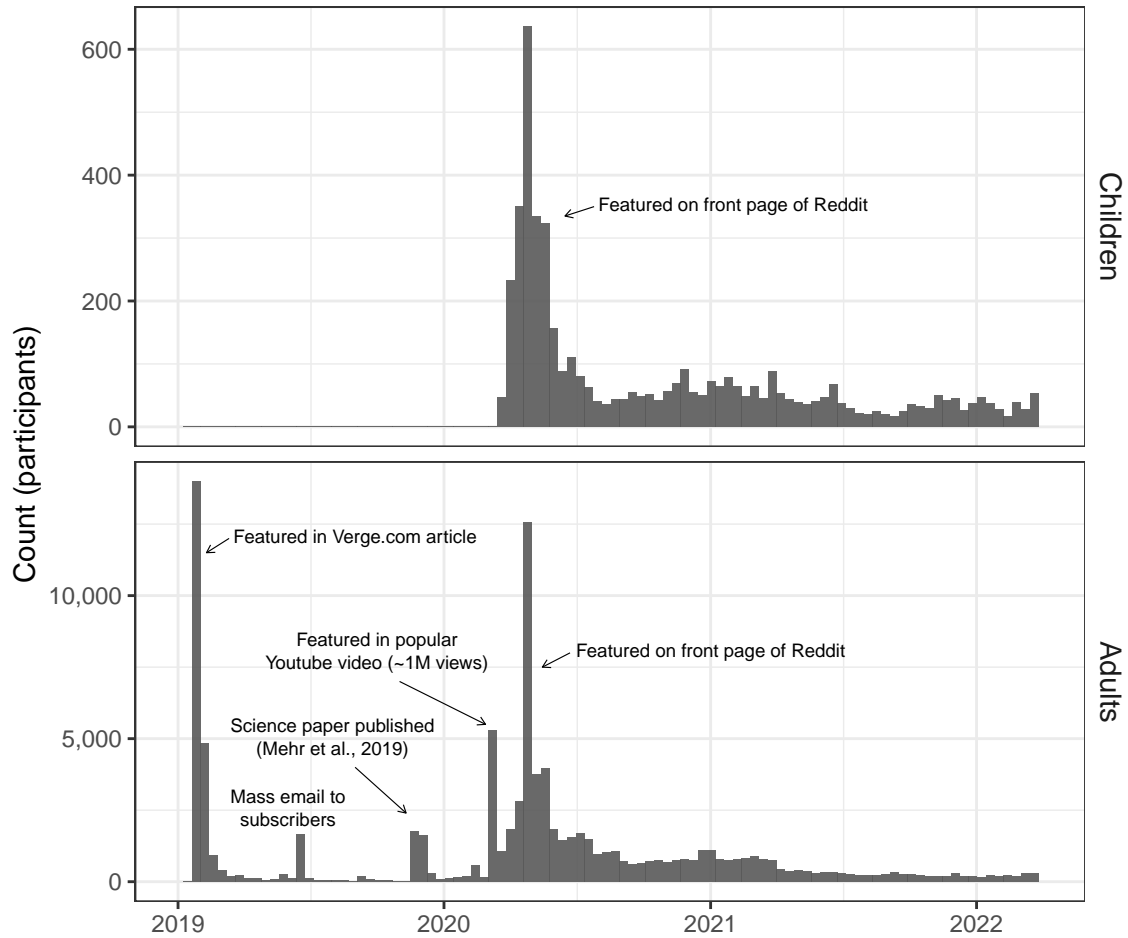 600
400
200
0
Featured on front page of Reddit
Children
Count (participants)
10,000
5,000
0
Featured in Verge.com article
Featured in popular
Youtube video (~1M views)
Featured on front page of Reddit
Science paper published
(Mehr et al., 2019)
Mass email to
subscribers
Adults
2019
2020
2021
2022